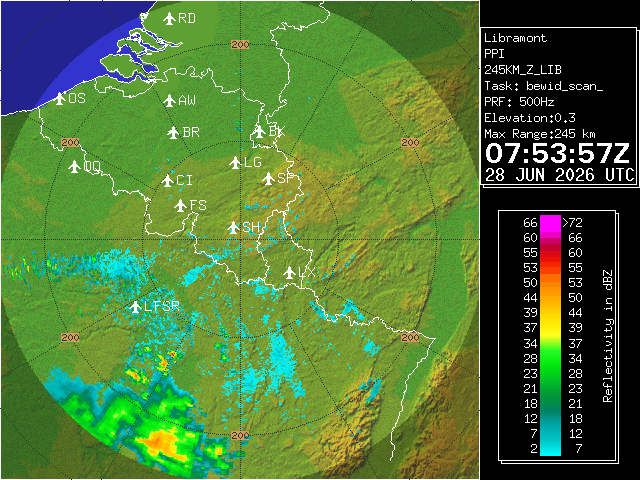 RD
200
OS
AW
BR
BK
200
200
QQ
LG
CI
SP
FS
SH
LX
LFSR
200
200
200
Libramont
PPI
245KM_Z_LIB
Task: bewid_scan_
PRF: 500Hz
Elevation:0.3
Max Range:245 km
07:53:57Z
28 JUN 2026 UTC
66 >72
60 66
55 60
53 55
50 53
44 50
39 44
37 39
34 37
28 34
23 28
21 23
18 21
12 18
7 12
2 7
Reflectivity in dBZ